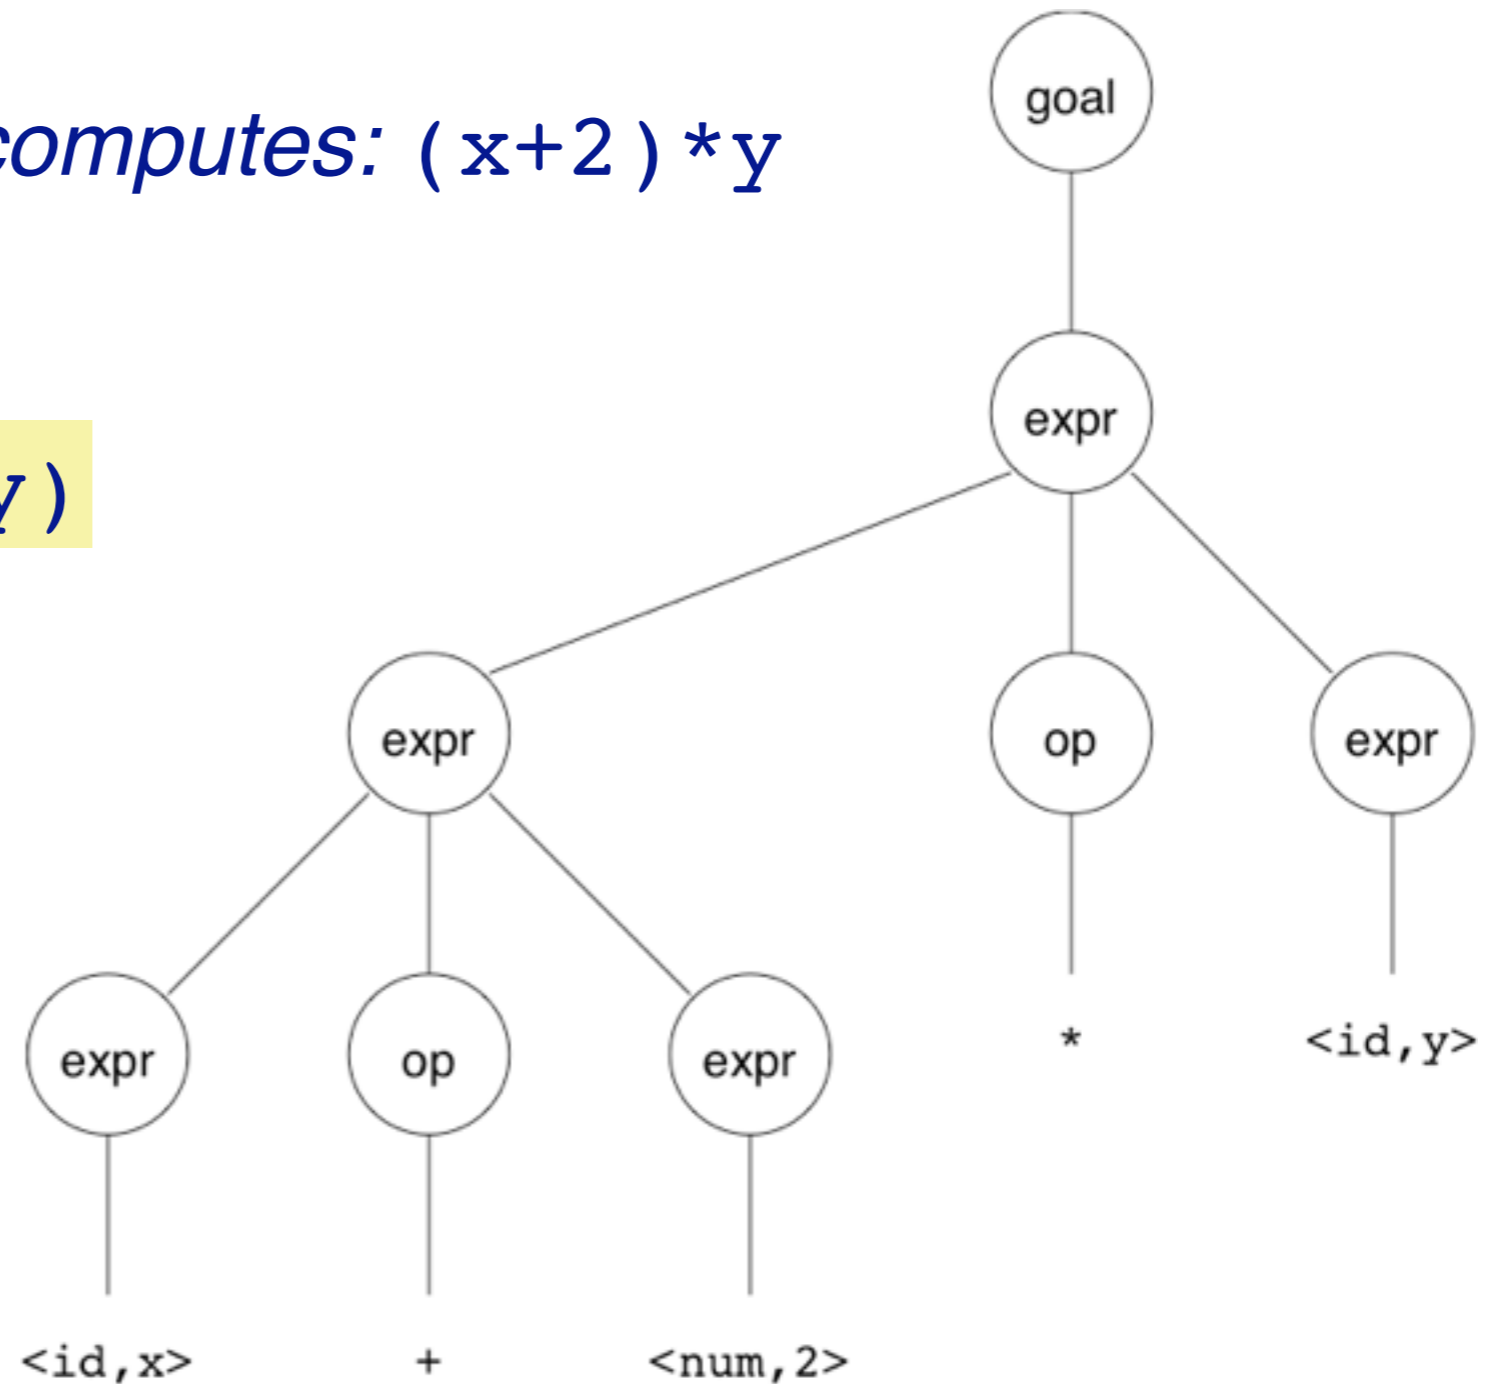 computes: (x+2)*y
y)
goal
expr
expr op expr
expr op expr
* <id,y>
<id,x> + <num,2>